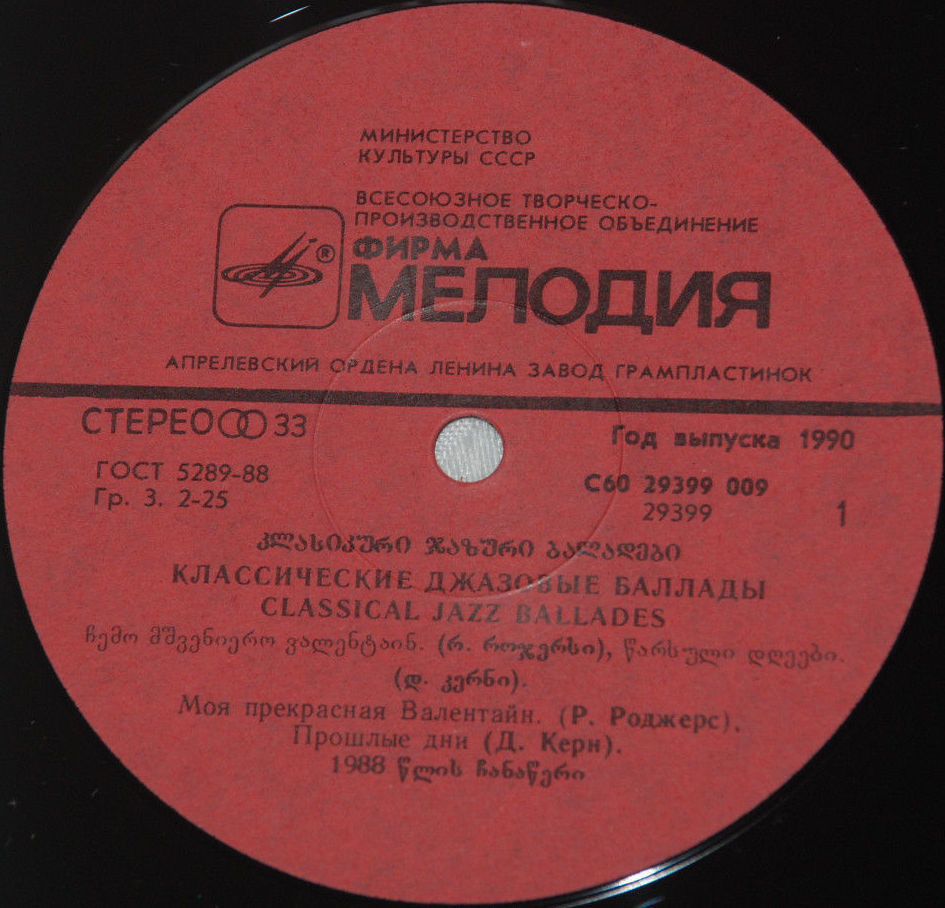 МИНИСТЕРСТВО
КУЛЬТУРЫ СССР
ВСЕСОЮЗНОЕ ТВОРЧЕСКО-
ПРОИЗВОДСТВЕННОЕ ОБЪЕДИНЕНИЕ
®
ФИРМА
МЕЛОДИЯ
АПРЕЛЕВСКИЙ ОРДЕНА ЛЕНИНА ЗАВОД ГРАМПЛАСТИНОК
СТЕРЕО 33
Год выпуска 1990
ГОСТ 5289-88
Гр. 3. 2-25
С60 29399 009
29399
1
კლასიკური ჯაზური ბალადები
КЛАССИЧЕСКИЕ ДЖАЗОВЫЕ БАЛЛАДЫ
CLASSICAL JAZZ BALLADES
ჩემო მშვენიერო ვალენტაინ. (რ. როჯერსი), წარსული დღეები.
(დ. კერნი).
Моя прекрасная Валентайн. (Р. Роджерс),
Прошлые дни (Д. Керн).
1988 წლის ჩანაწერი